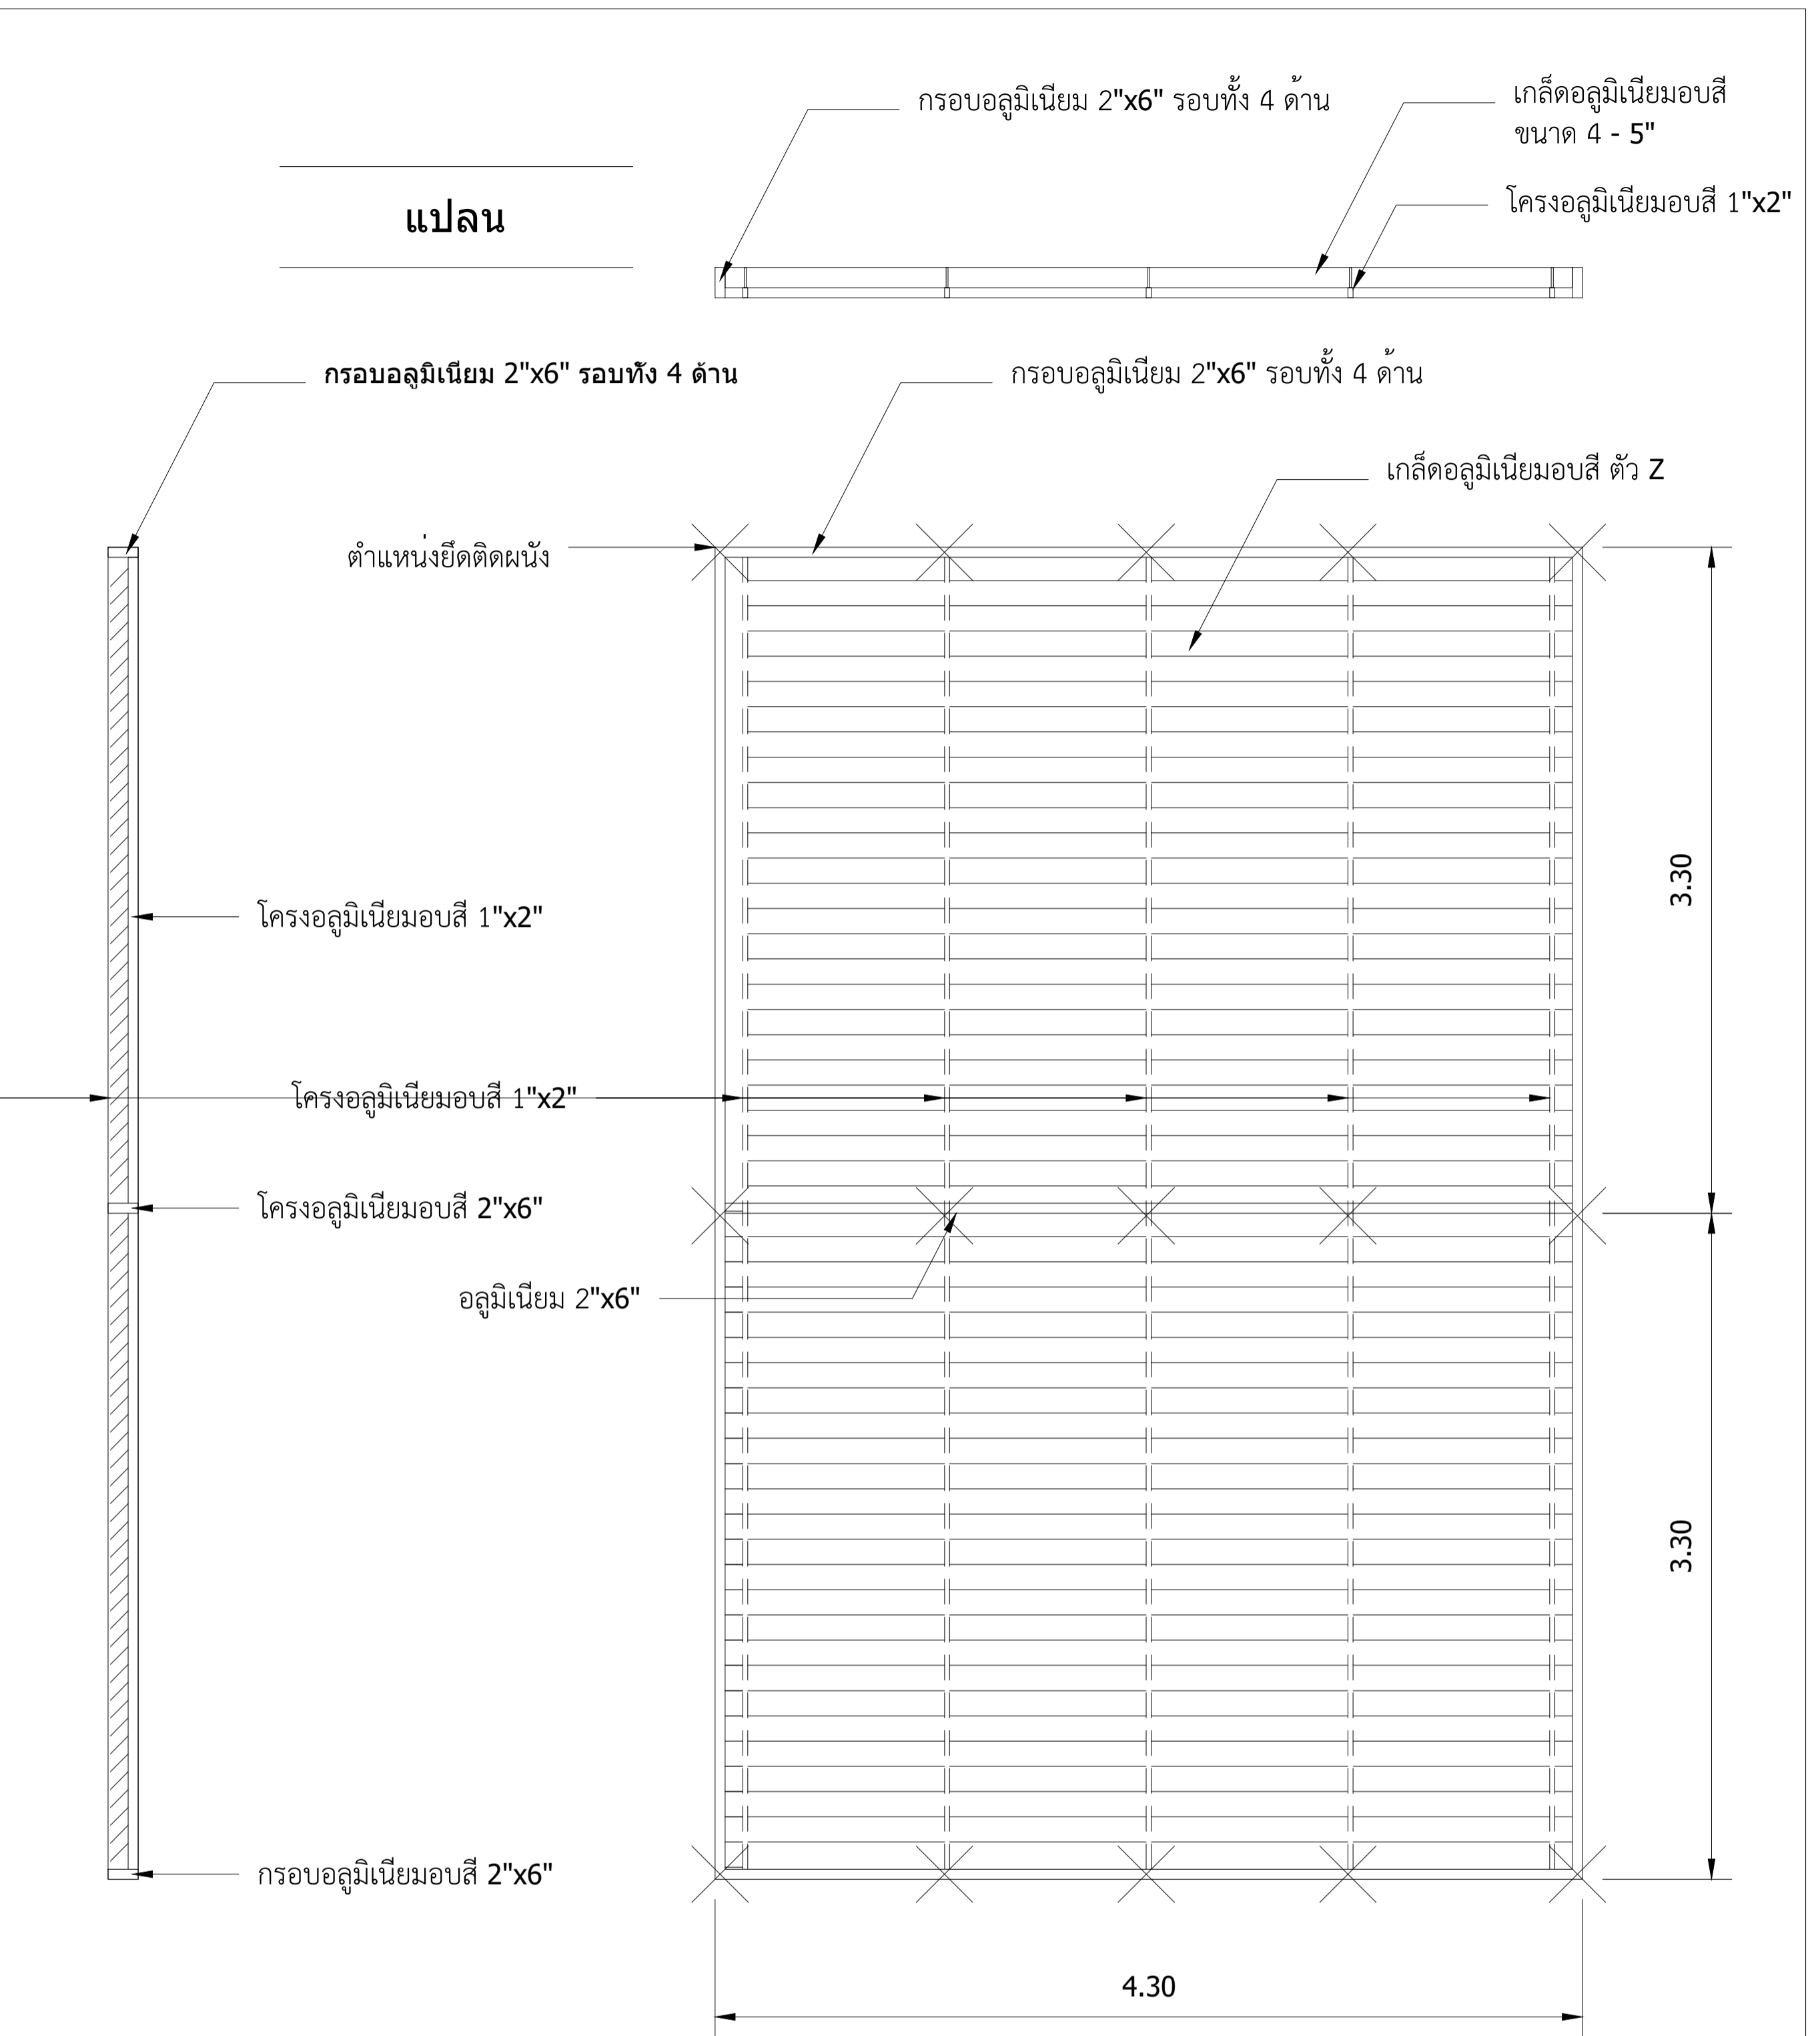 กรอบอลูมิเนียม 2"x6" รอบทั้ง 4 ด้าน
เกล็ดอลูมิเนียมอบสี
ขนาด 4 - 5"
โครงอลูมิเนียมอบสี 1"x2"
แปลน
กรอบอลูมิเนียม 2"x6" รอบทั้ง 4 ด้าน
กรอบอลูมิเนียม 2"x6" รอบทั้ง 4 ด้าน
เกล็ดอลูมิเนียมอบสี ตัว Z
ตำแหน่งยึดติดผนัง
3.30
โครงอลูมิเนียมอบสี 1"x2"
โครงอลูมิเนียมอบสี 1"x2"
โครงอลูมิเนียมอบสี 2"x6"
อลูมิเนียม 2"x6"
3.30
กรอบอลูมิเนียมอบสี 2"x6"
4.30